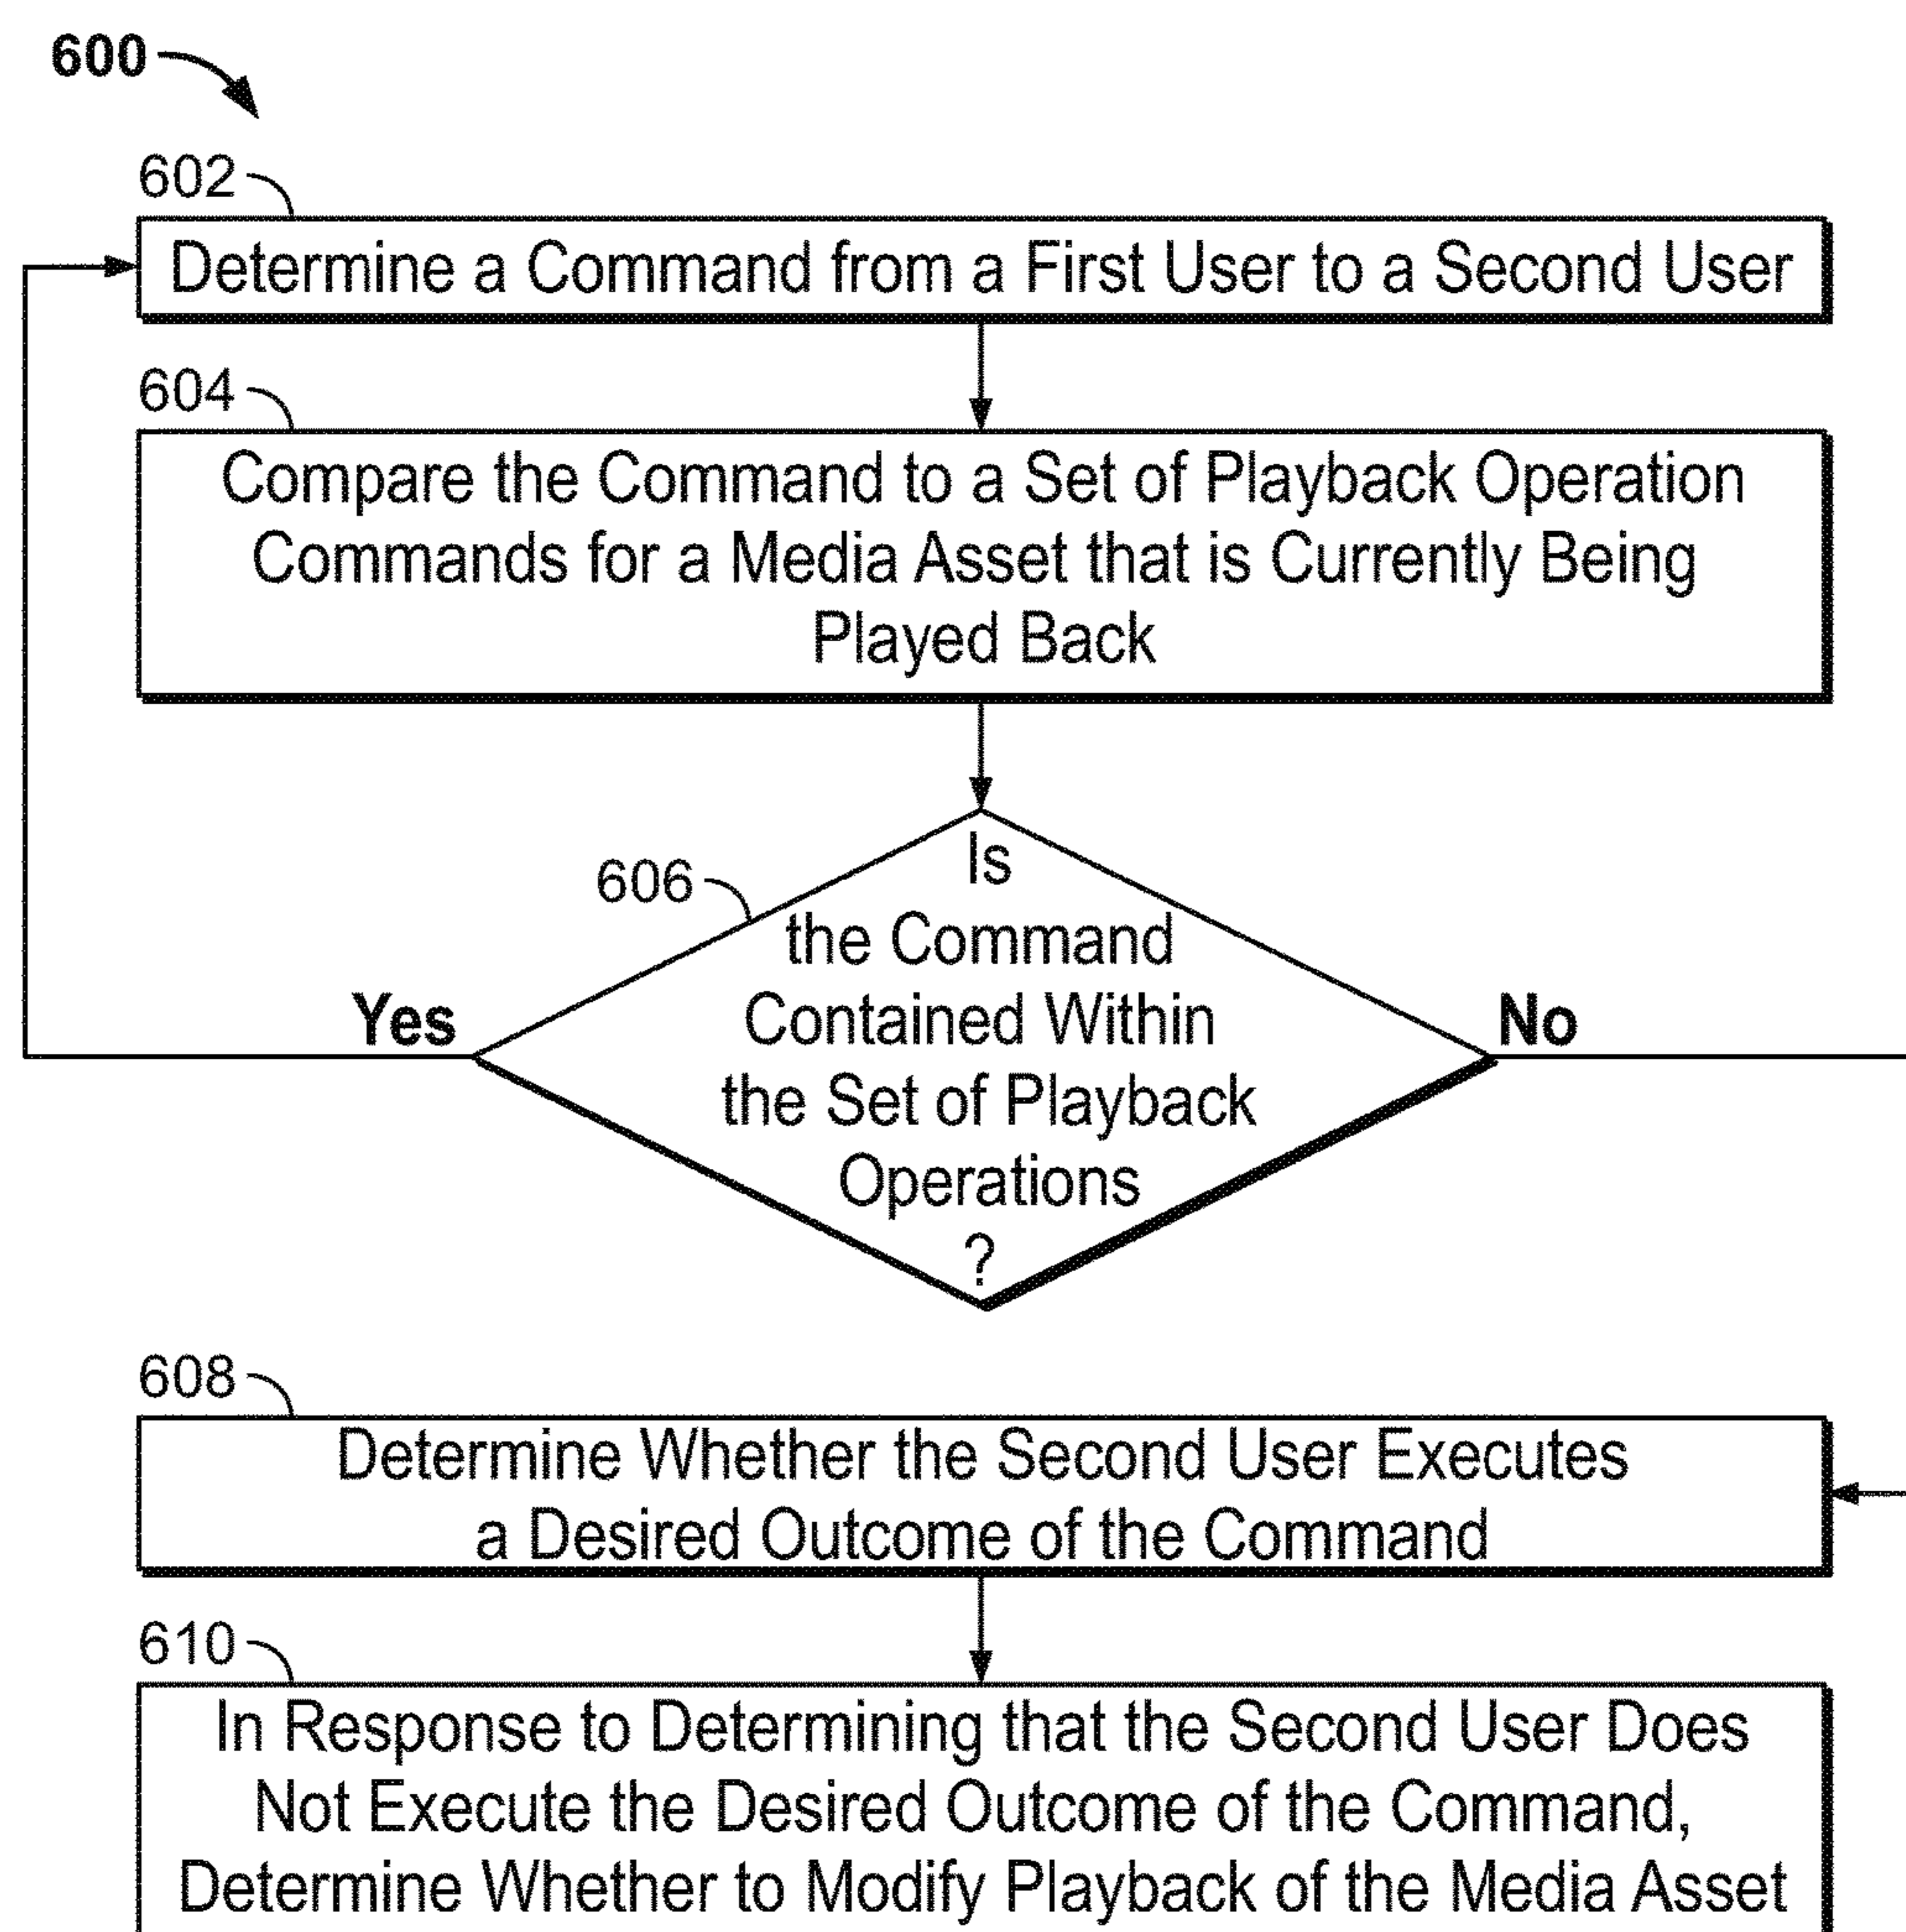 600
602
Determine a Command from a First User to a Second User
604
Compare the Command to a Set of Playback Operation
Commands for a Media Asset that is Currently Being
Played Back
606
Is
the Command
Contained Within
the Set of Playback
Operations
?
Yes
No
608
Determine Whether the Second User Executes
a Desired Outcome of the Command
610
In Response to Determining that the Second User Does
Not Execute the Desired Outcome of the Command,
Determine Whether to Modify Playback of the Media Asset